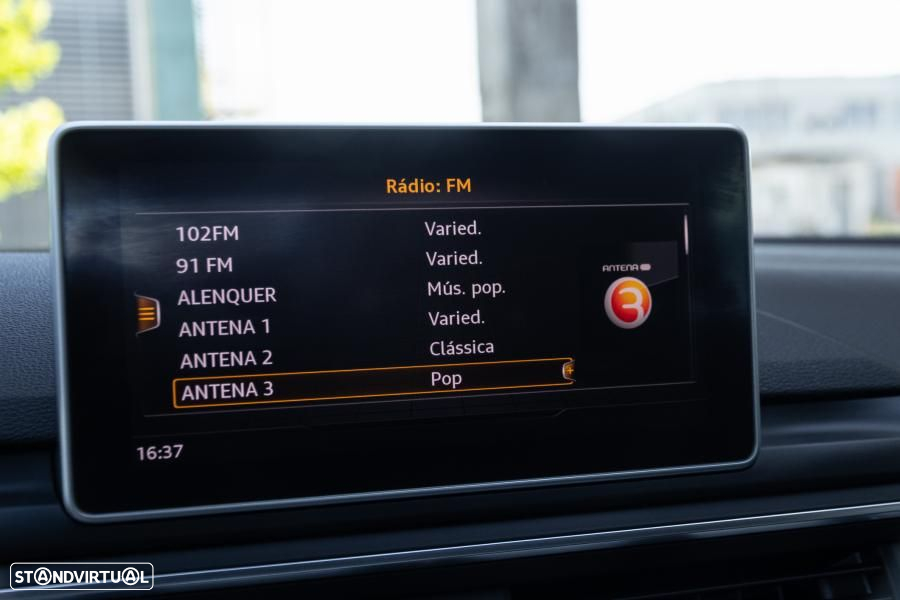 Rádio: FM
102FM Varied.
91 FM Varied.
ALENQUER Mús. pop.
ANTENA 1 Varied.
ANTENA 2 Clássica
ANTENA 3 Pop
ANTENA
3
16:37
STANDVIRTUAL